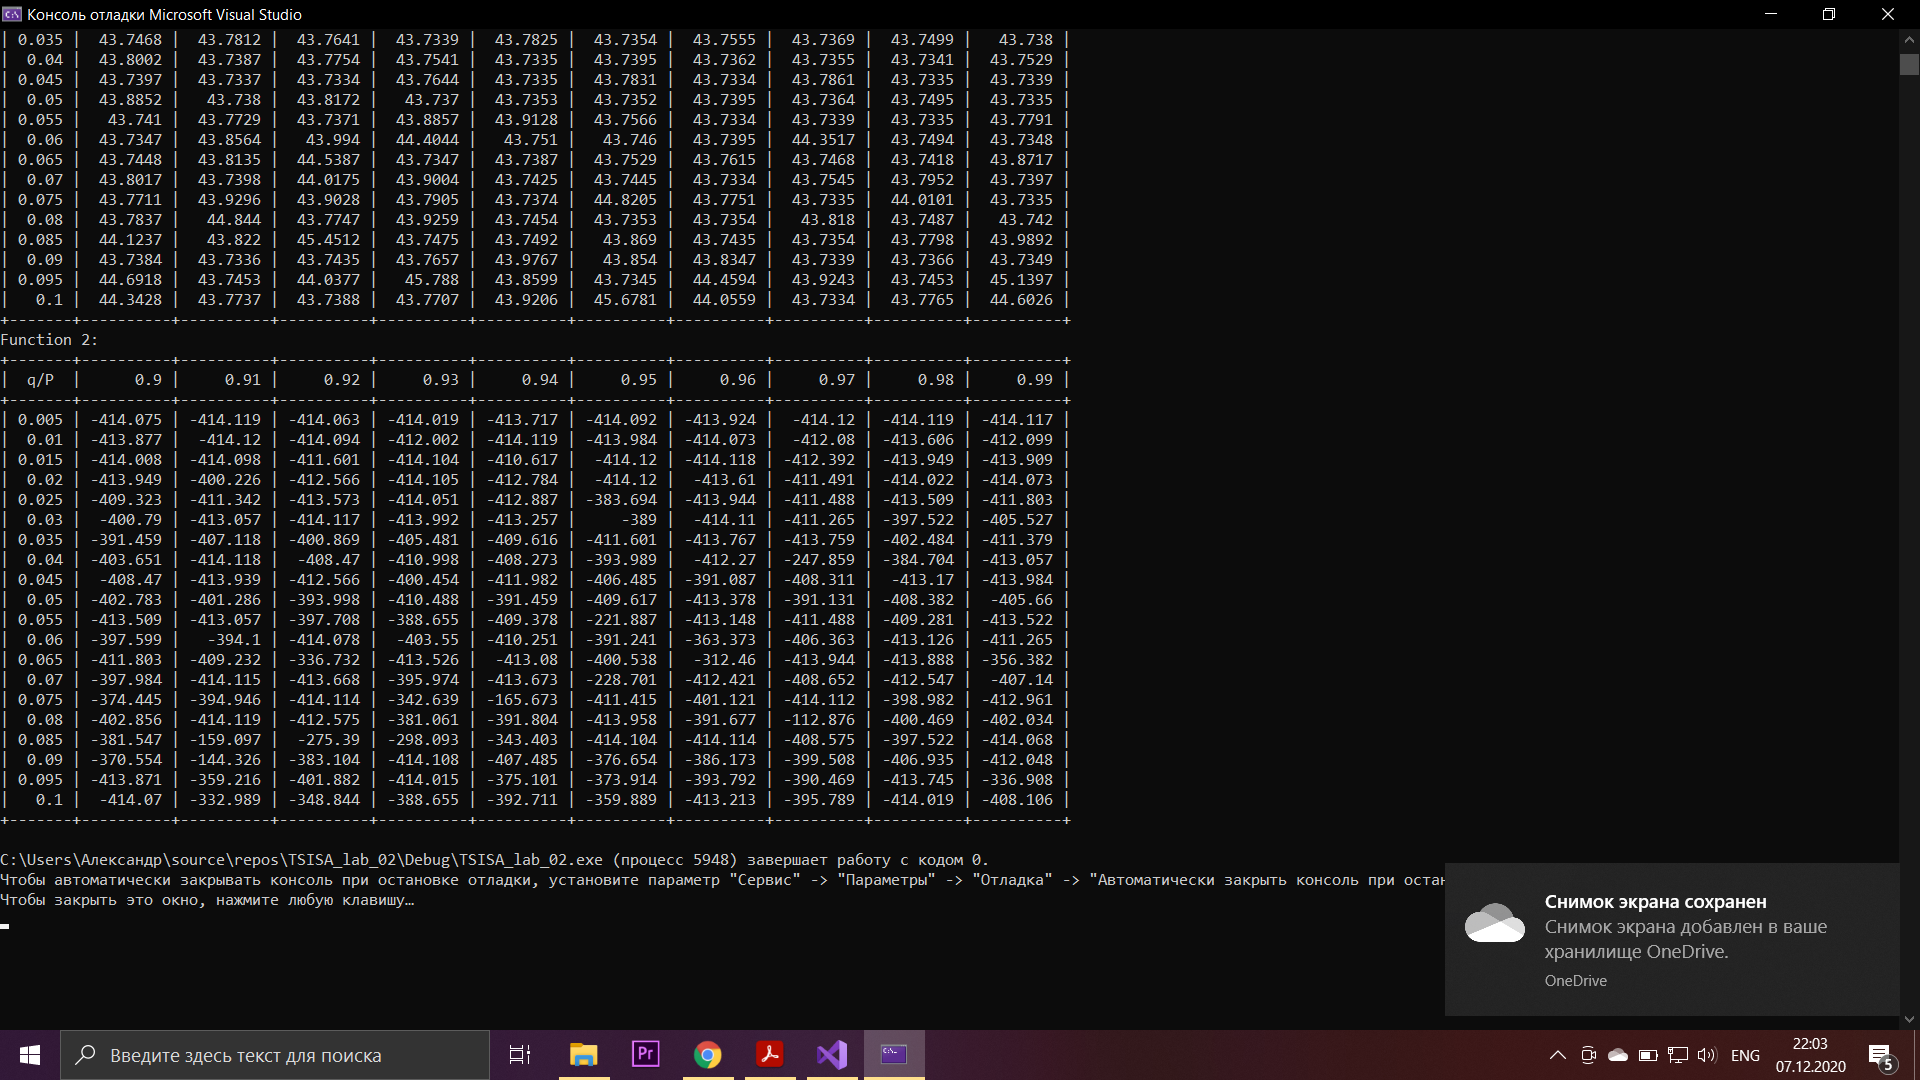 Консоль отладки Microsoft Visual Studio
| 0.035 | 43.7468 | 43.7812 | 43.7641 | 43.7339 | 43.7825 | 43.7354 | 43.7555 | 43.7369 | 43.7499 | 43.738 |
| 0.04 | 43.8002 | 43.7387 | 43.7754 | 43.7541 | 43.7335 | 43.7395 | 43.7362 | 43.7355 | 43.7341 | 43.7529 |
| 0.045 | 43.7397 | 43.7337 | 43.7334 | 43.7644 | 43.7335 | 43.7831 | 43.7334 | 43.7861 | 43.7335 | 43.7339 |
| 0.05 | 43.8852 | 43.738 | 43.8172 | 43.737 | 43.7353 | 43.7352 | 43.7395 | 43.7364 | 43.7495 | 43.7335 |
| 0.055 | 43.741 | 43.7729 | 43.7371 | 43.8857 | 43.9128 | 43.7566 | 43.7334 | 43.7339 | 43.7335 | 43.7791 |
| 0.06 | 43.7347 | 43.8564 | 43.994 | 44.4044 | 43.751 | 43.746 | 43.7395 | 44.3517 | 43.7494 | 43.7348 |
| 0.065 | 43.7448 | 43.8135 | 44.5387 | 43.7347 | 43.7387 | 43.7529 | 43.7615 | 43.7468 | 43.7418 | 43.8717 |
| 0.07 | 43.8017 | 43.7398 | 44.0175 | 43.9004 | 43.7425 | 43.7445 | 43.7334 | 43.7545 | 43.7952 | 43.7397 |
| 0.075 | 43.7711 | 43.9296 | 43.9028 | 43.7905 | 43.7374 | 44.8205 | 43.7751 | 43.7335 | 44.0101 | 43.7335 |
| 0.08 | 43.7837 | 44.844 | 43.7747 | 43.9259 | 43.7454 | 43.7353 | 43.7354 | 43.818 | 43.7487 | 43.742 |
| 0.085 | 44.1237 | 43.822 | 45.4512 | 43.7475 | 43.7492 | 43.869 | 43.7435 | 43.7354 | 43.7798 | 43.9892 |
| 0.09 | 43.7384 | 43.7336 | 43.7435 | 43.7657 | 43.9767 | 43.854 | 43.8347 | 43.7339 | 43.7366 | 43.7349 |
| 0.095 | 44.6918 | 43.7453 | 44.0377 | 45.788 | 43.8599 | 43.7345 | 44.4594 | 43.9243 | 43.7453 | 45.1397 |
| 0.1 | 44.3428 | 43.7737 | 43.7388 | 43.7707 | 43.9206 | 45.6781 | 44.0559 | 43.7334 | 43.7765 | 44.6026 |
+-------+----------+----------+----------+----------+----------+----------+----------+----------+----------+----------+
Function 2:
+-------+----------+----------+----------+----------+----------+----------+----------+----------+----------+----------+
| q/P | 0.9 | 0.91 | 0.92 | 0.93 | 0.94 | 0.95 | 0.96 | 0.97 | 0.98 | 0.99 |
+-------+----------+----------+----------+----------+----------+----------+----------+----------+----------+----------+
| 0.005 | -414.075 | -414.119 | -414.063 | -414.019 | -413.717 | -414.092 | -413.924 | -414.12 | -414.119 | -414.117 |
| 0.01 | -413.877 | -414.12 | -414.094 | -412.002 | -414.119 | -413.984 | -414.073 | -412.08 | -413.606 | -412.099 |
| 0.015 | -414.008 | -414.098 | -411.601 | -414.104 | -410.617 | -414.12 | -414.118 | -412.392 | -413.949 | -413.909 |
| 0.02 | -413.949 | -400.226 | -412.566 | -414.105 | -412.784 | -414.12 | -413.61 | -411.491 | -414.022 | -414.073 |
| 0.025 | -409.323 | -411.342 | -413.573 | -414.051 | -412.887 | -383.694 | -413.944 | -411.488 | -413.509 | -411.803 |
| 0.03 | -400.79 | -413.057 | -414.117 | -413.992 | -413.257 | -389 | -414.11 | -411.265 | -397.522 | -405.527 |
| 0.035 | -391.459 | -407.118 | -400.869 | -405.481 | -409.616 | -411.601 | -413.767 | -413.759 | -402.484 | -411.379 |
| 0.04 | -403.651 | -414.118 | -408.47 | -410.998 | -408.273 | -393.989 | -412.27 | -247.859 | -384.704 | -413.057 |
| 0.045 | -408.47 | -413.939 | -412.566 | -400.454 | -411.982 | -406.485 | -391.087 | -408.311 | -413.17 | -413.984 |
| 0.05 | -402.783 | -401.286 | -393.998 | -410.488 | -391.459 | -409.617 | -413.378 | -391.131 | -408.382 | -405.66 |
| 0.055 | -413.509 | -413.057 | -397.708 | -388.655 | -409.378 | -221.887 | -413.148 | -411.488 | -409.281 | -413.522 |
| 0.06 | -397.599 | -394.1 | -414.078 | -403.55 | -410.251 | -391.241 | -363.373 | -406.363 | -413.126 | -411.265 |
| 0.065 | -411.803 | -409.232 | -336.732 | -413.526 | -413.08 | -400.538 | -312.46 | -413.944 | -413.888 | -356.382 |
| 0.07 | -397.984 | -414.115 | -413.668 | -395.974 | -413.673 | -228.701 | -412.421 | -408.652 | -412.547 | -407.14 |
| 0.075 | -374.445 | -394.946 | -414.114 | -342.639 | -165.673 | -411.415 | -401.121 | -414.112 | -398.982 | -412.961 |
| 0.08 | -402.856 | -414.119 | -412.575 | -381.061 | -391.804 | -413.958 | -391.677 | -112.876 | -400.469 | -402.034 |
| 0.085 | -381.547 | -159.097 | -275.39 | -298.093 | -343.403 | -414.104 | -414.114 | -408.575 | -397.522 | -414.068 |
| 0.09 | -370.554 | -144.326 | -383.104 | -414.108 | -407.485 | -376.654 | -386.173 | -399.508 | -406.935 | -412.048 |
| 0.095 | -413.871 | -359.216 | -401.882 | -414.015 | -375.101 | -373.914 | -393.792 | -390.469 | -413.745 | -336.908 |
| 0.1 | -414.07 | -332.989 | -348.844 | -388.655 | -392.711 | -359.889 | -413.213 | -395.789 | -414.019 | -408.106 |
+-------+----------+----------+----------+----------+----------+----------+----------+----------+----------+----------+
C:\Users\Александр\source\repos\TSISA_lab_02\Debug\TSISA_lab_02.exe (процесс 5948) завершает работу с кодом 0.
Чтобы автоматически закрывать консоль при остановке отладки, установите параметр "Сервис" -> "Параметры" -> "Отладка" -> "Автоматически закрыть консоль при остан
Чтобы закрыть это окно, нажмите любую клавишу…
Снимок экрана сохранен
Снимок экрана добавлен в ваше
хранилище OneDrive.
OneDrive
Введите здесь текст для поиска
Pr
ENG
22:03
07.12.2020
5